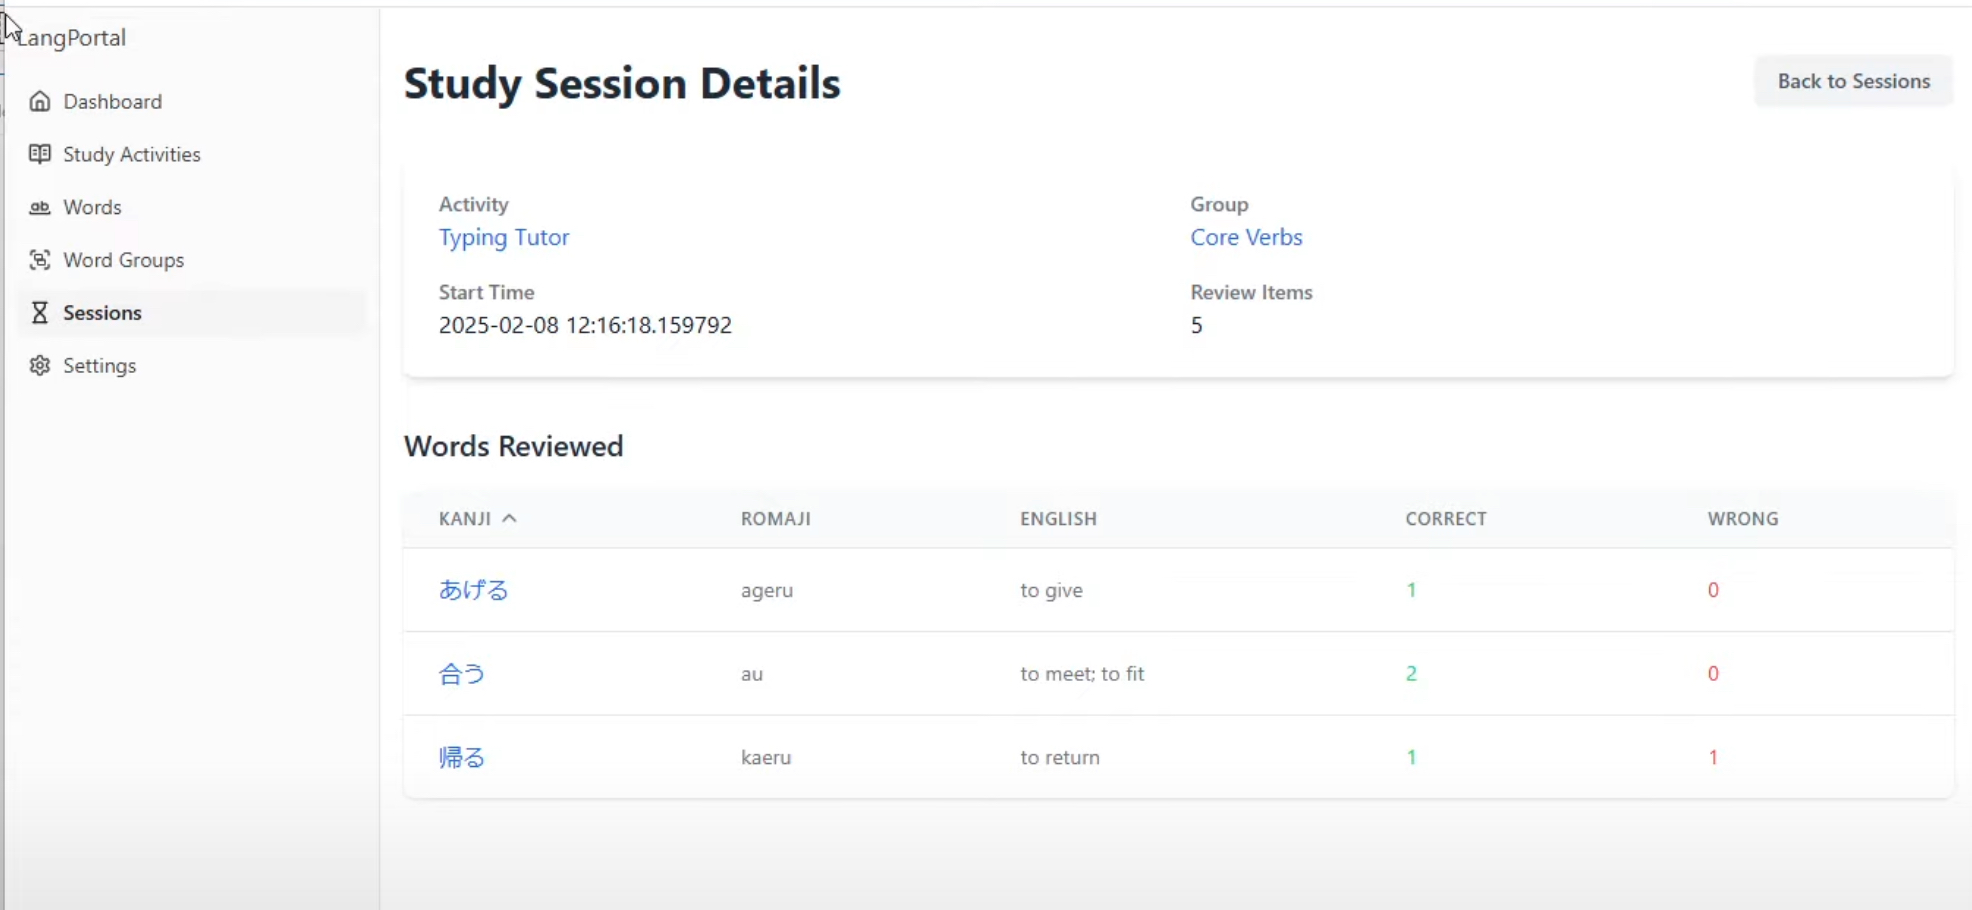 LangPortal
Dashboard
Study Activities
Words
Word Groups
Sessions
Settings
Study Session Details
Back to Sessions
Activity
Typing Tutor
Group
Core Verbs
Start Time
2025-02-08 12:16:18.159792
Review Items
5
Words Reviewed
KANJI ROMAJI ENGLISH CORRECT WRONG
あげる ageru to give 1 0
合う au to meet; to fit 2 0
帰る kaeru to return 1 1